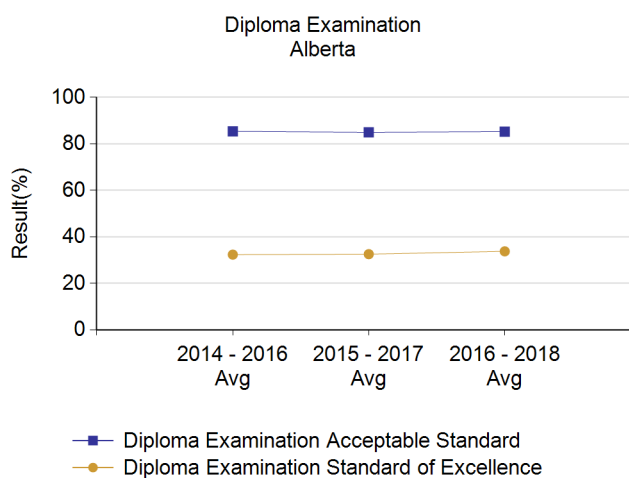 Diploma Examination
Alberta
Result(%)
100
80
60
40
20
0
2014 - 2016 Avg
2015 - 2017 Avg
2016 - 2018 Avg
Diploma Examination Acceptable Standard
Diploma Examination Standard of Excellence